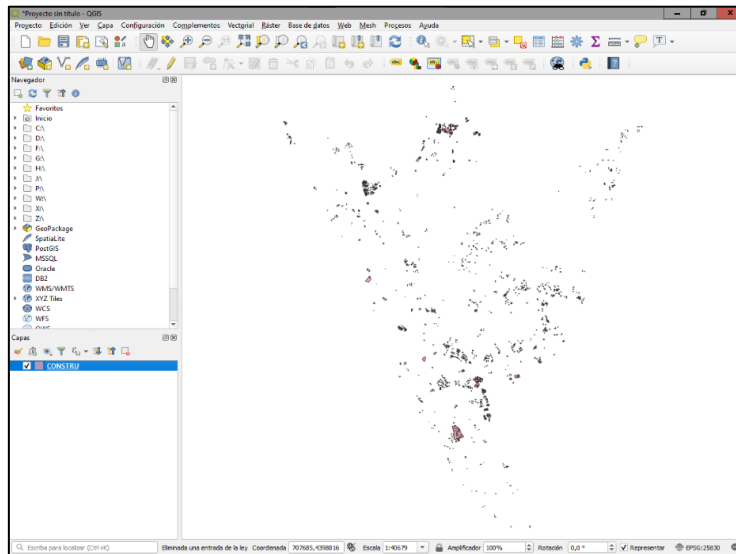 *Proyecto sin título - QGIS
Proyecto Edición Ver Capa Configuración Complementos Vectgrial Ráster Base de datos Web Mesh Procesos Ayuda
Navegador
Favoritos
Inicio
C:\
D:\
F:\
G:\
H:\
J:\
P:\
W:\
X:\
Z:\
GeoPackage
SpatiaLite
PostGIS
MSSQL
Oracle
DB2
WMS/WMTS
XYZ Tiles
WCS
WFS
OWS
Capas
CONSTRU
Escriba para localizar (Ctrl+K) Eliminada una entrada de la ley Coordenada 707685,4398816 Escala 1:40679 Amplificador 100% Rotación 0,0 ° Representar EPSG:25830